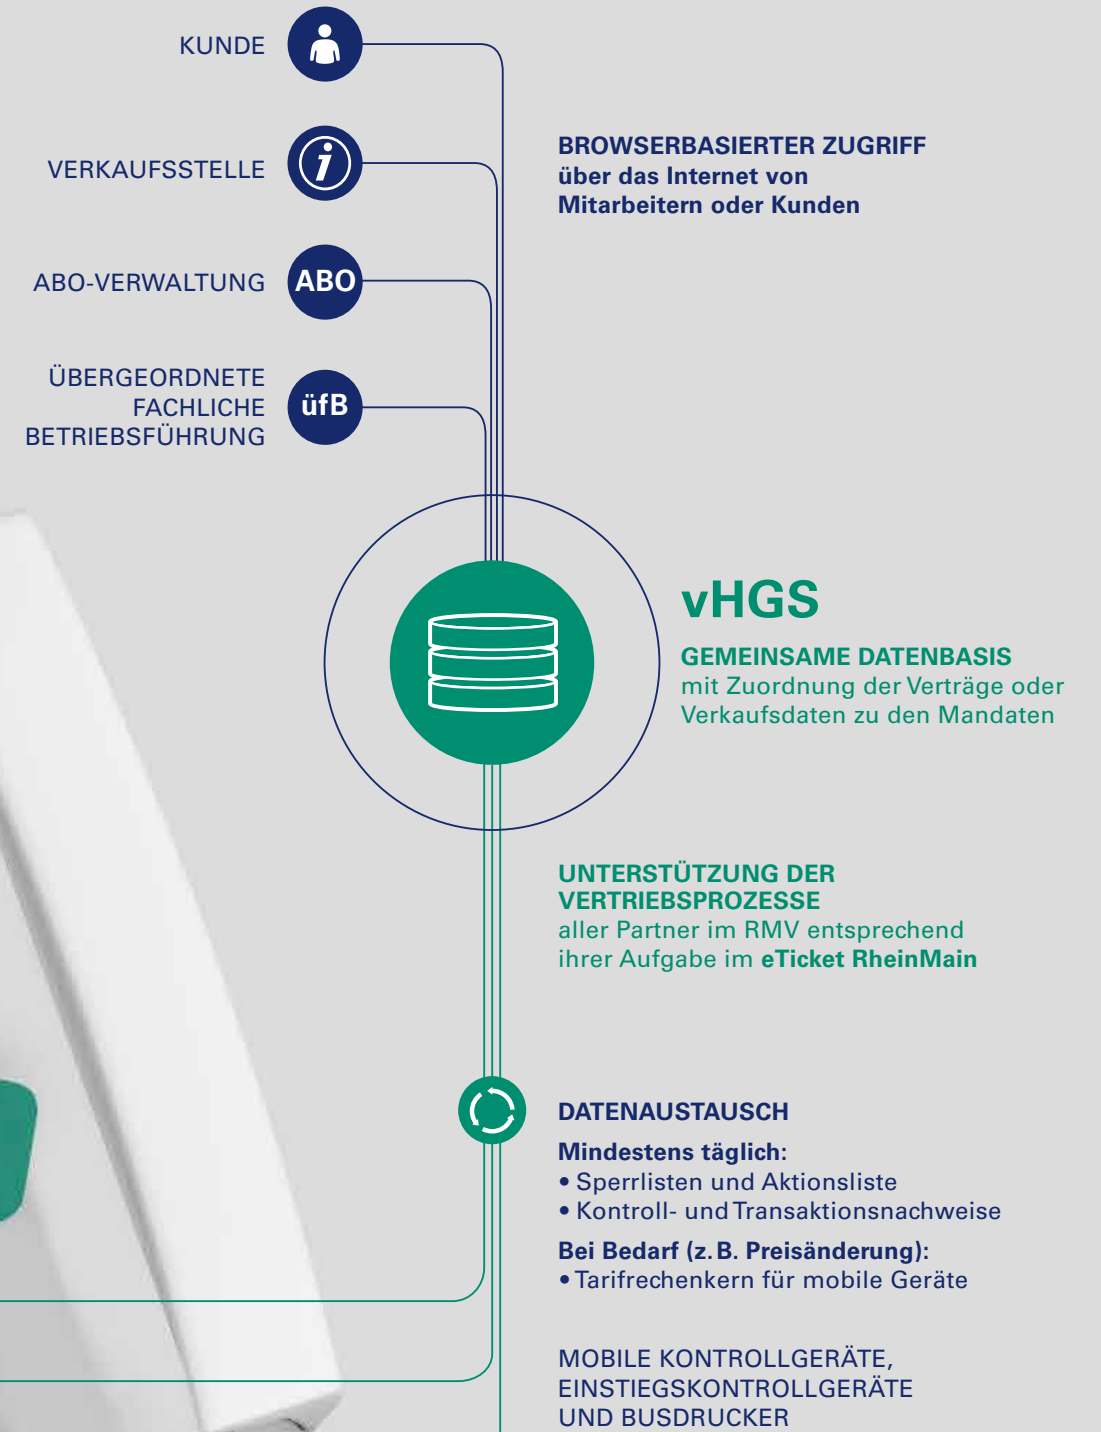 KUNDE
VERKAUFSSTELLE
ABO-VERWALTUNG
ABO
ÜBERGEORDNETE
FACHLICHE
BETRIEBSFÜHRUNG
üfB
BROWSERBASIERTER ZUGRIFF
über das Internet von
Mitarbeitern oder Kunden
vHGS
GEMEINSAME DATENBASIS
mit Zuordnung der Verträge oder
Verkaufsdaten zu den Mandaten
UNTERSTÜTZUNG DER
VERTRIEBSPROZESSE
aller Partner im RMV entsprechend
ihrer Aufgabe im eTicket RheinMain
DATENAUSTAUSCH
Mindestens täglich:
• Sperrlisten und Aktionsliste
• Kontroll- und Transaktionsnachweise
Bei Bedarf (z. B. Preisänderung):
• Tarifrechenkern für mobile Geräte
MOBILE KONTROLLGERÄTE,
EINSTIEGSKONTROLLGERÄTE
UND BUSDRUCKER